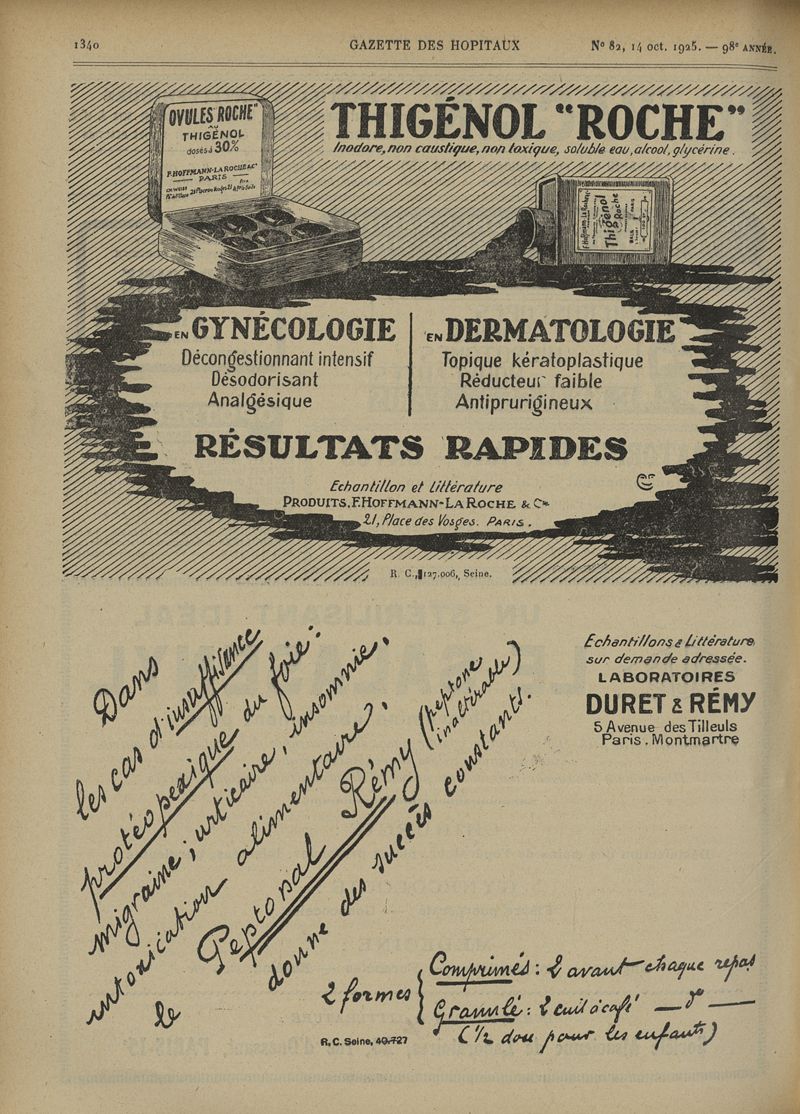 1340 GAZETTE DES HOPITAUX N° 82, 14 oct. 1925. — 98e ANNÉE.
OVULES "ROCHE"
AU
THIGÉNOL
dosés à 30%
F. HOFFMANN-LA ROCHE & Cie
PARIS
THIGÉNOL "ROCHE"
Inodore, non caustique, non toxique, soluble eau, alcool, glycérine.
Thigénol
Roche
EN GYNÉCOLOGIE
Décongestionnant intensif
Désodorisant
Analgésique
EN DERMATOLOGIE
Topique kératoplastique
Réducteur faible
Antiprurigineux
RÉSULTATS RAPIDES
Echantillon et Littérature
PRODUITS. F. HOFFMANN-LA ROCHE & Cie
21, Place des Vosges. PARIS.
R. C., 127.006, Seine.
Dans
les cas d'insuffisance
protéopexique du foie :
migraine ; urticaire, insomnie,
intoxication alimentaire,
le Peptonal Rémy (peptone
inaltérable)
donne des succès constants.
Echantillons & Littérature
sur demande adressée.
LABORATOIRES
DURET & RÉMY
5 Avenue des Tilleuls
Paris. Montmartre
2 formes
Comprimés : 2 avant chaque repas
Granulé : 2 cuil à café — d° —
(1/2 dose pour les enfants)
R. C. Seine, 40.727